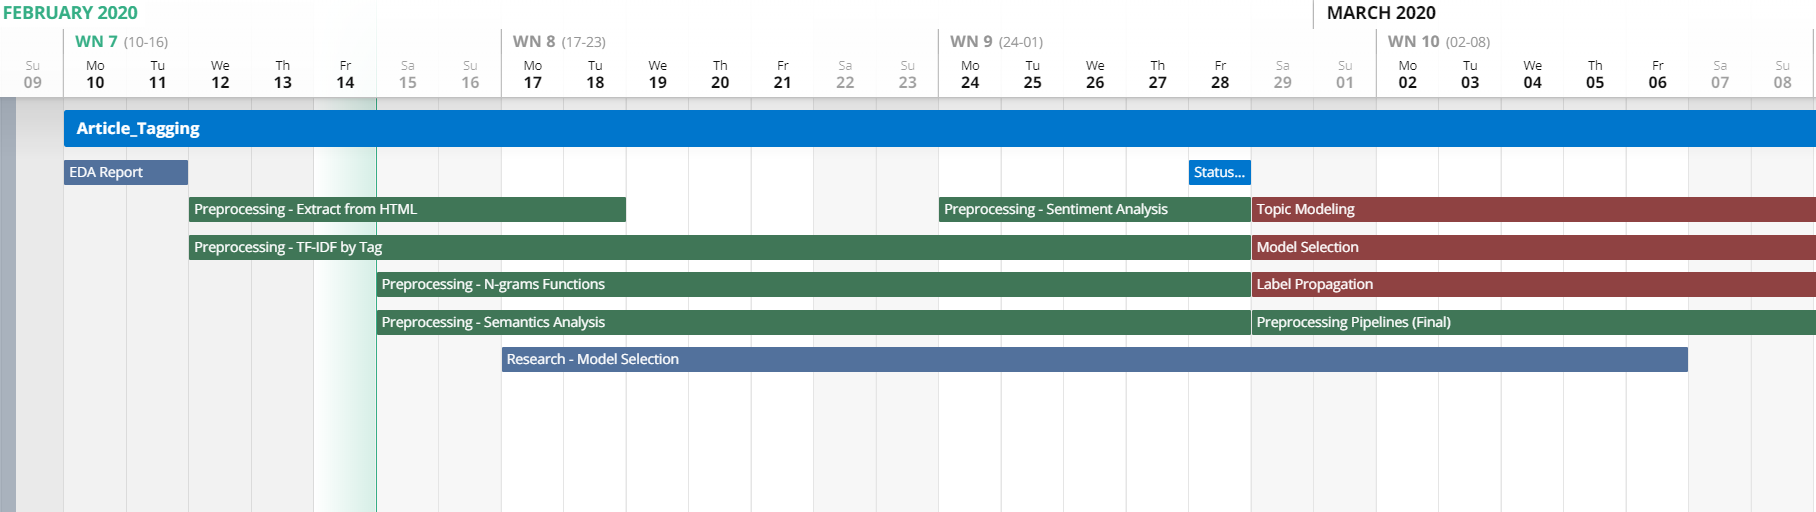 FEBRUARY 2020 MARCH 2020
WN 7 (10-16) WN 8 (17-23) WN 9 (24-01) WN 10 (02-08)
Su Mo Tu We Th Fr Sa Su Mo Tu We Th Fr Sa Su Mo Tu We Th Fr Sa Su Mo Tu We Th Fr Sa Su
09 10 11 12 13 14 15 16 17 18 19 20 21 22 23 24 25 26 27 28 29 01 02 03 04 05 06 07 08
Article_Tagging
EDA Report Status...
Preprocessing - Extract from HTML Preprocessing - Sentiment Analysis Topic Modeling
Preprocessing - TF-IDF by Tag Model Selection
Preprocessing - N-grams Functions Label Propagation
Preprocessing - Semantics Analysis Preprocessing Pipelines (Final)
Research - Model Selection